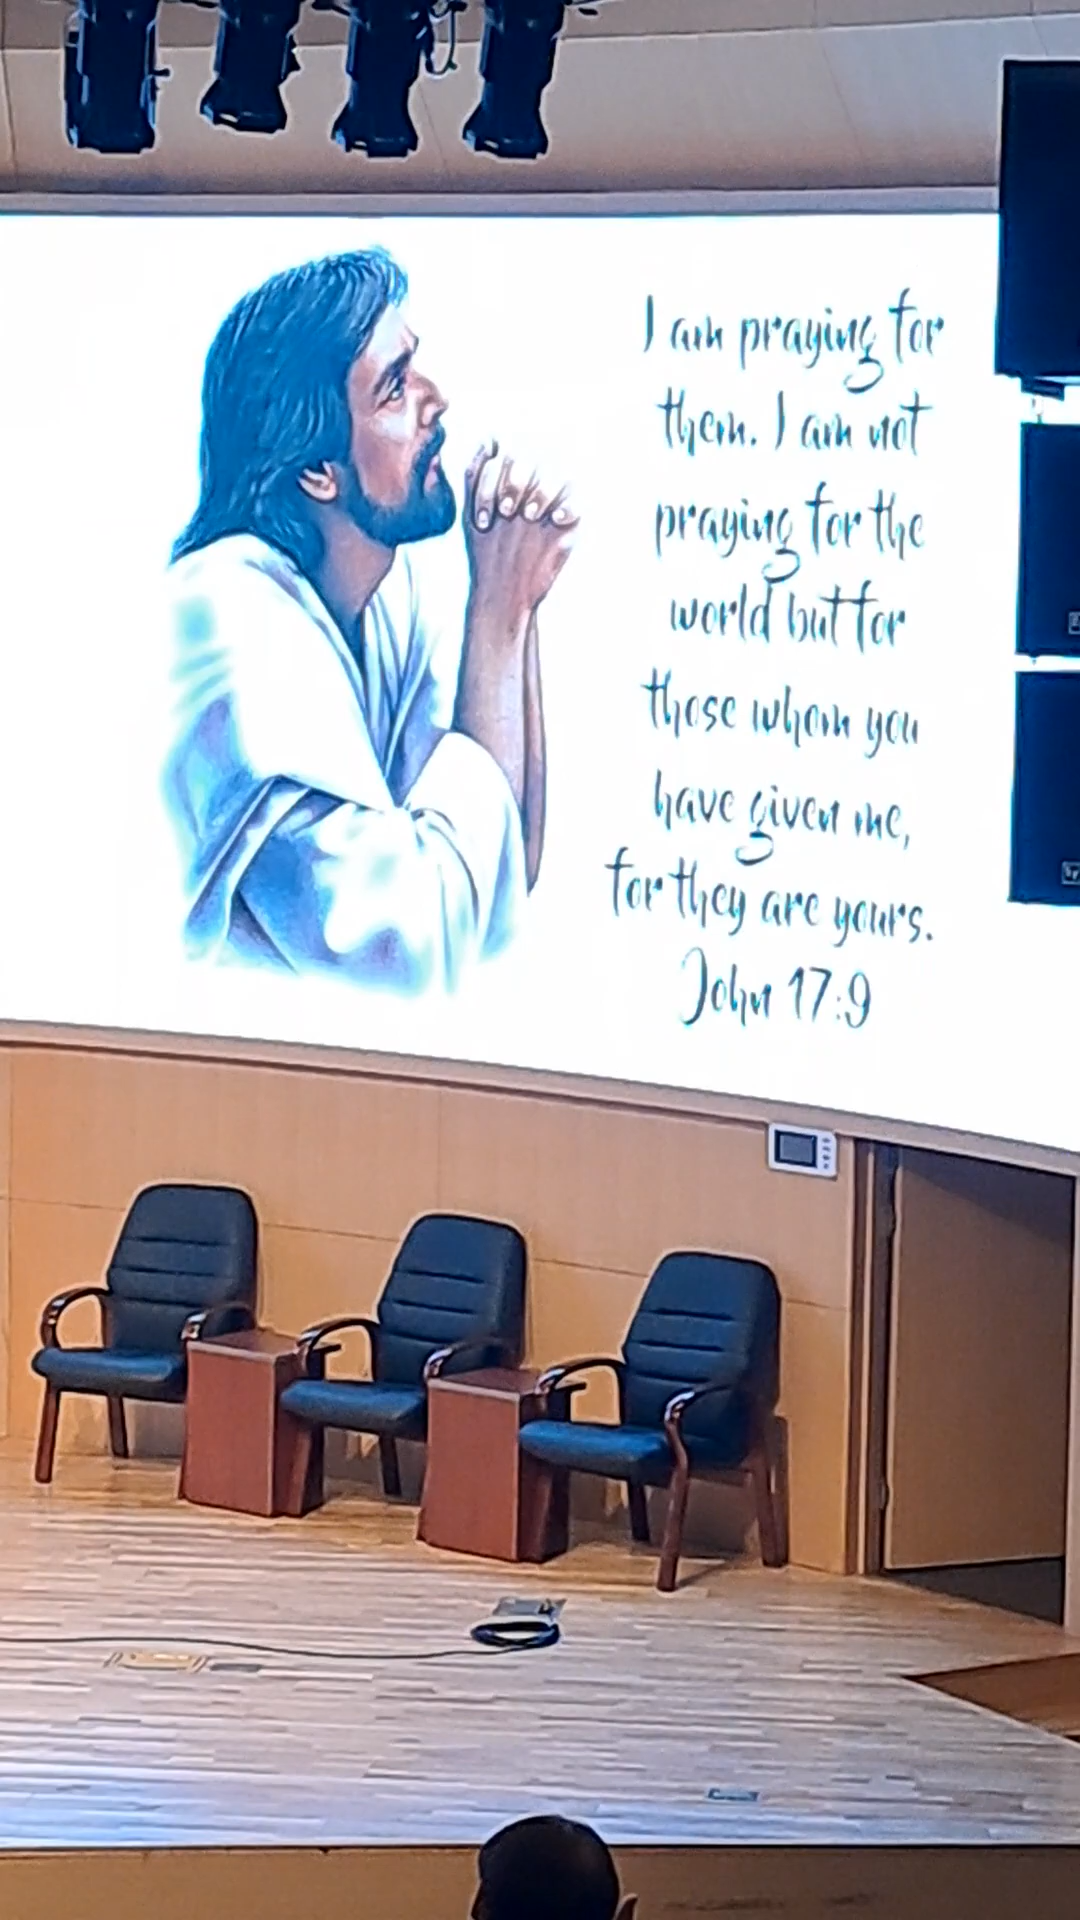 I am praying for
them. I am not
praying for the
world but for
those whom you
have given me,
for they are yours.
John 17:9